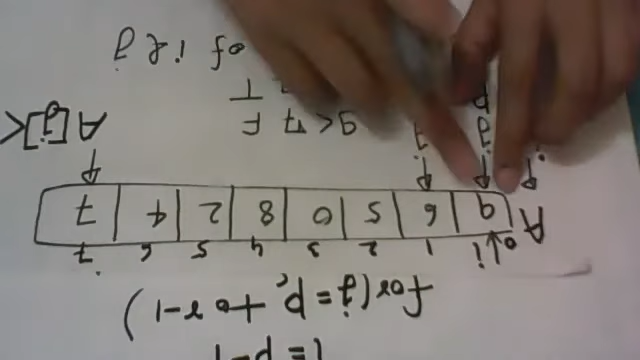 i = p-1
for (j = p, to r-1)
i 0 1 2 3 4 5 6 7
A 9 6 5 0 8 2 4 7
9 < 7 F A[j] <
T
of i & j